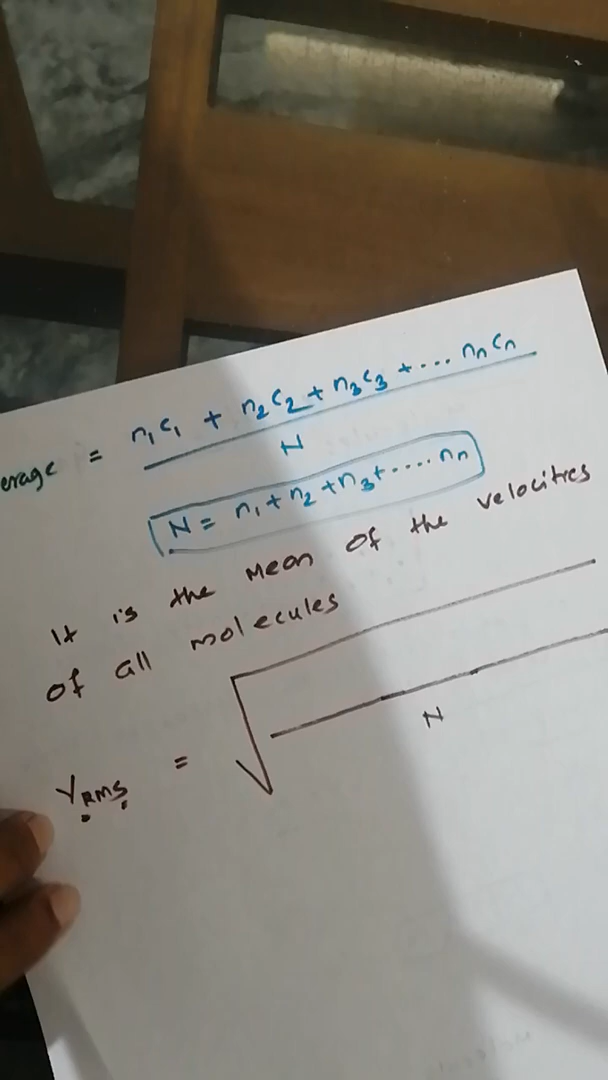 erage = n₁c₁ + n₂c₂ + n₃c₃ + .... nₙcₙ
N
N = n₁ + n₂ + n₃ + ..... nₙ
It is the mean of the velocities
of all molecules
VRMS = √
N